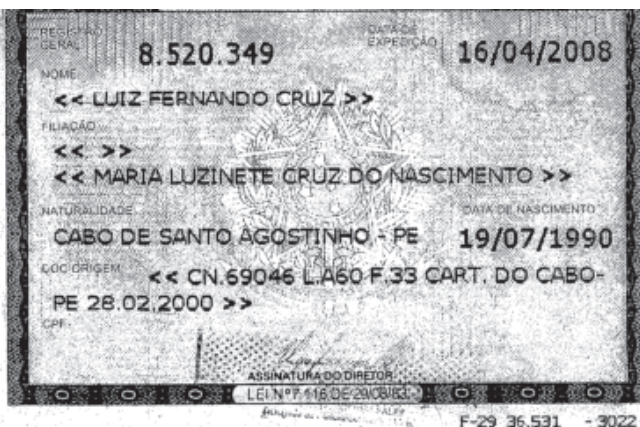 REGISTRO GERAL 8.520.349 DATA DE EXPEDIÇÃO 16/04/2008
NOME
<< LUIZ FERNANDO CRUZ >>
FILIAÇÃO
<< >>
<< MARIA LUZINETE CRUZ DO NASCIMENTO >>
NATURALIDADE DATA DE NASCIMENTO
CABO DE SANTO AGOSTINHO - PE 19/07/1990
DOC ORIGEM << CN.69046 L.A60 F.33 CART. DO CABO-
PE 28.02.2000 >>
CPF
ASSINATURA DO DIRETOR
LEI Nº 7.116 DE 29/08/83
F-29 36.531 - 3022